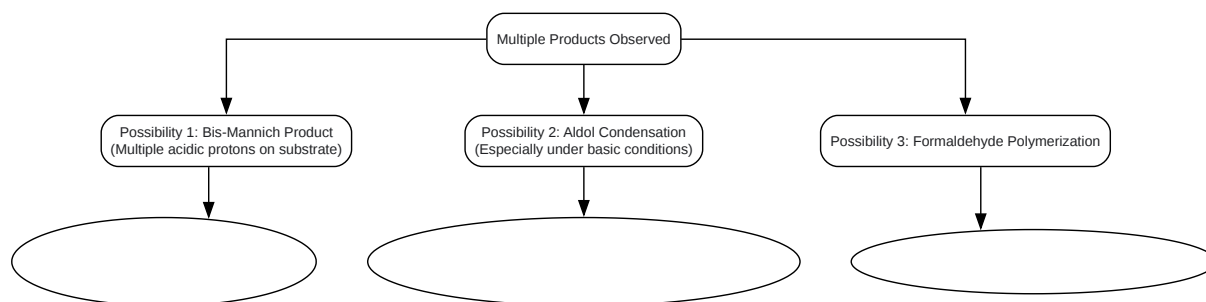 Multiple Products Observed
Possibility 1: Bis-Mannich Product
(Multiple acidic protons on substrate)
Possibility 2: Aldol Condensation
(Especially under basic conditions)
Possibility 3: Formaldehyde Polymerization